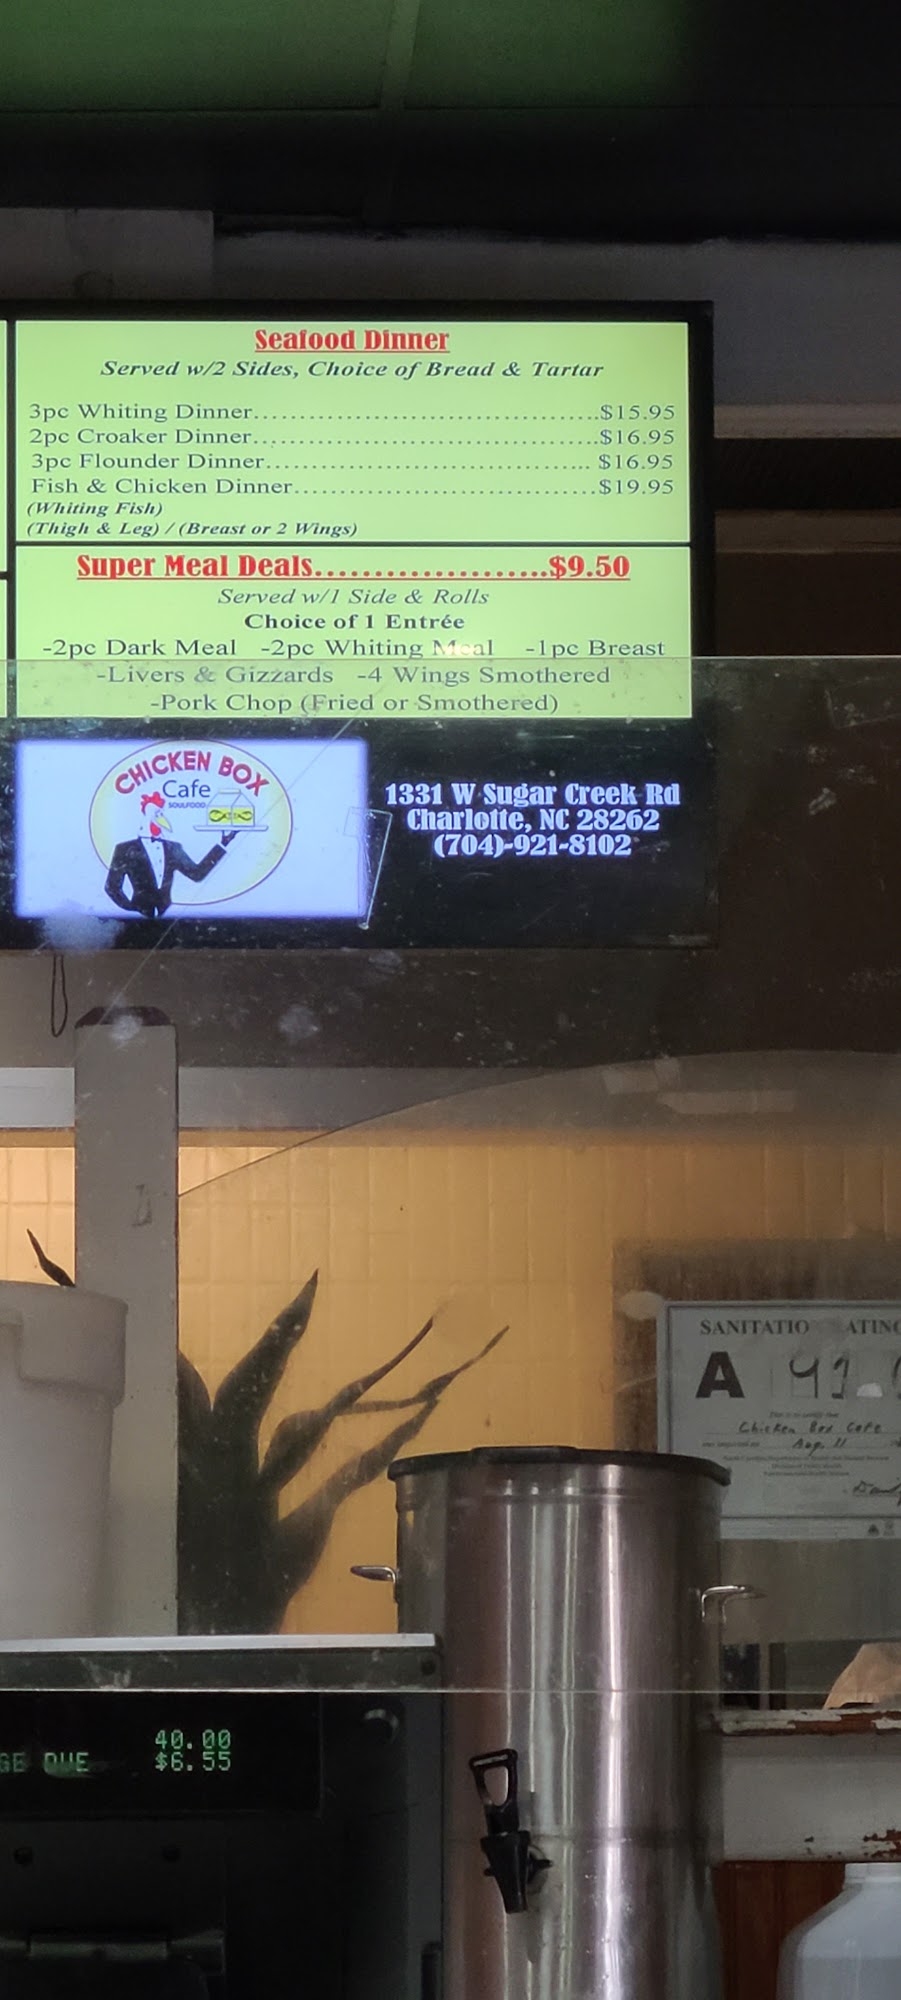 Seafood Dinner
Served w/2 Sides, Choice of Bread & Tartar
3pc Whiting Dinner.....................................$15.95
2pc Croaker Dinner.....................................$16.95
3pc Flounder Dinner................................... $16.95
Fish & Chicken Dinner................................$19.95
(Whiting Fish)
(Thigh & Leg) / (Breast or 2 Wings)
Super Meal Deals....................$9.50
Served w/1 Side & Rolls
Choice of 1 Entrée
-2pc Dark Meal -2pc Whiting Meal -1pc Breast
-Livers & Gizzards -4 Wings Smothered
-Pork Chop (Fried or Smothered)
CHICKEN BOX
Cafe
SOULFOOD
1331 W Sugar Creek Rd
Charlotte, NC 28262
(704)-921-8102
SANITATIO ATING
A
Chicken Box Cafe
Aug. 11
40.00
GE DUE $6.55